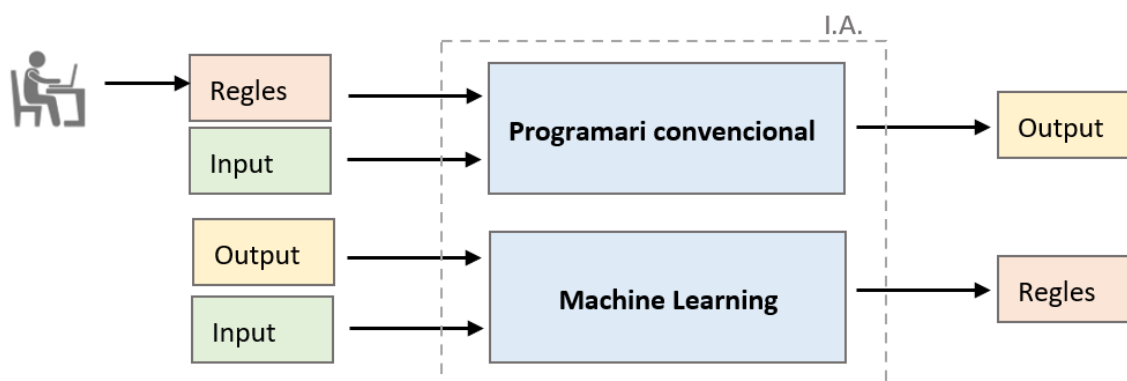 I.A.
Regles
Input
Programari convencional
Output
Output
Input
Machine Learning
Regles